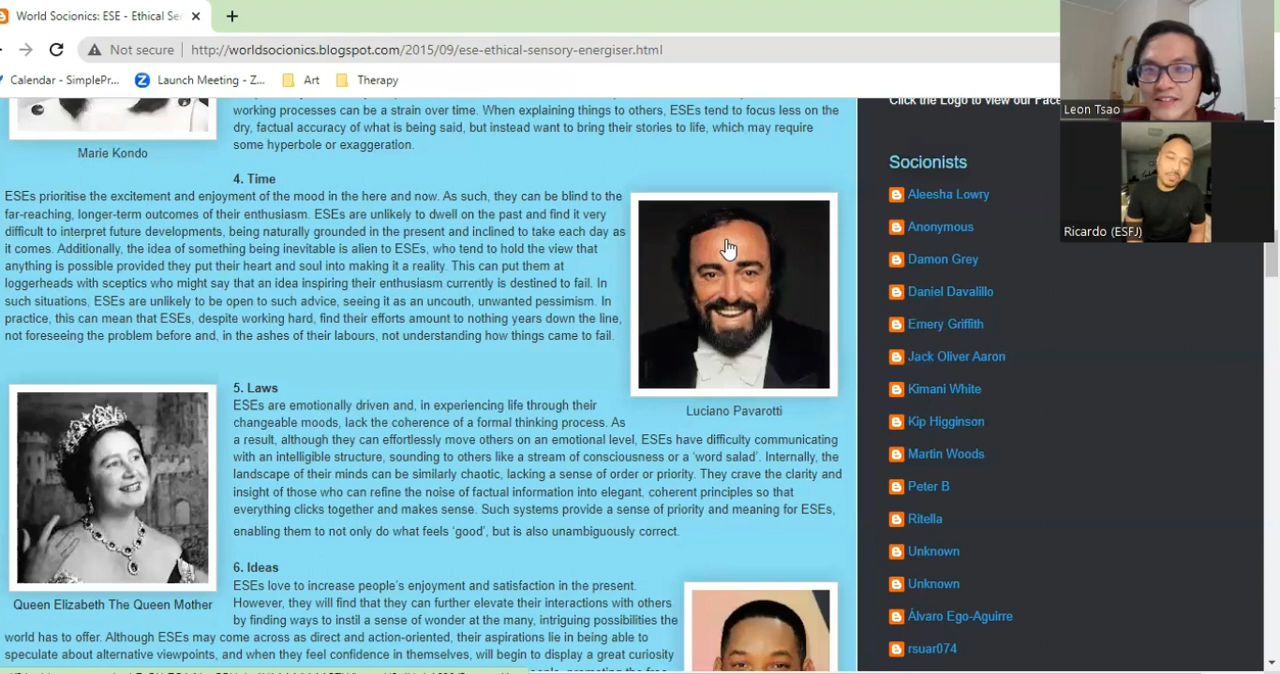 World Socionics: ESE - Ethical Se
Not secure
http://worldsocionics.blogspot.com/2015/09/ese-ethical-sensory-energiser.html
Calendar - SimplePr...
Launch Meeting - Z...
Art
Therapy
working processes can be a strain over time. When explaining things to others, ESEs tend to focus less on the
dry, factual accuracy of what is being said, but instead want to bring their stories to life, which may require
some hyperbole or exaggeration.
Marie Kondo
4. Time
ESEs prioritise the excitement and enjoyment of the mood in the here and now. As such, they can be blind to the
far-reaching, longer-term outcomes of their enthusiasm. ESEs are unlikely to dwell on the past and find it very
difficult to interpret future developments, being naturally grounded in the present and inclined to take each day as
it comes. Additionally, the idea of something being inevitable is alien to ESEs, who tend to hold the view that
anything is possible provided they put their heart and soul into making it a reality. This can put them at
loggerheads with sceptics who might say that an idea inspiring their enthusiasm currently is destined to fail. In
such situations, ESEs are unlikely to be open to such advice, seeing it as an uncouth, unwanted pessimism. In
practice, this can mean that ESEs, despite working hard, find their efforts amount to nothing years down the line,
not foreseeing the problem before and, in the ashes of their labours, not understanding how things came to fail.
Luciano Pavarotti
5. Laws
ESEs are emotionally driven and, in experiencing life through their
changeable moods, lack the coherence of a formal thinking process. As
a result, although they can effortlessly move others on an emotional level, ESEs have difficulty communicating
with an intelligible structure, sounding to others like a stream of consciousness or a 'word salad'. Internally, the
landscape of their minds can be similarly chaotic, lacking a sense of order or priority. They crave the clarity and
insight of those who can refine the noise of factual information into elegant, coherent principles so that
everything clicks together and makes sense. Such systems provide a sense of priority and meaning for ESEs,
enabling them to not only do what feels 'good', but is also unambiguously correct.
Queen Elizabeth The Queen Mother
6. Ideas
ESEs love to increase people's enjoyment and satisfaction in the present.
However, they will find that they can further elevate their interactions with others
by finding ways to instil a sense of wonder at the many, intriguing possibilities the
world has to offer. Although ESEs may come across as direct and action-oriented, their aspirations lie in being able to
speculate about alternative viewpoints, and when they feel confidence in themselves, will begin to display a great curiosity
Click the Logo to view our Face
Socionists
Aleesha Lowry
Anonymous
Damon Grey
Daniel Davalillo
Emery Griffith
Jack Oliver Aaron
Kimani White
Kip Higginson
Martin Woods
Peter B
Ritella
Unknown
Unknown
Álvaro Ego-Aguirre
rsuar074
Leon Tsao
Ricardo (ESFJ)